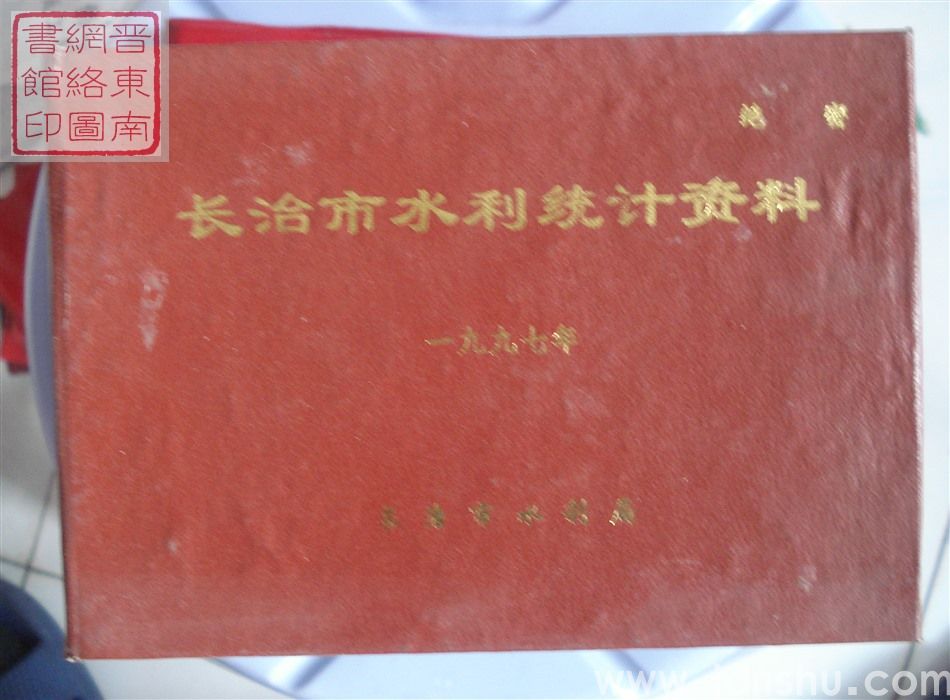 晋東南
網絡圖
書館印
绝 密
长治市水利统计资料
一九九七年
长治市水利局